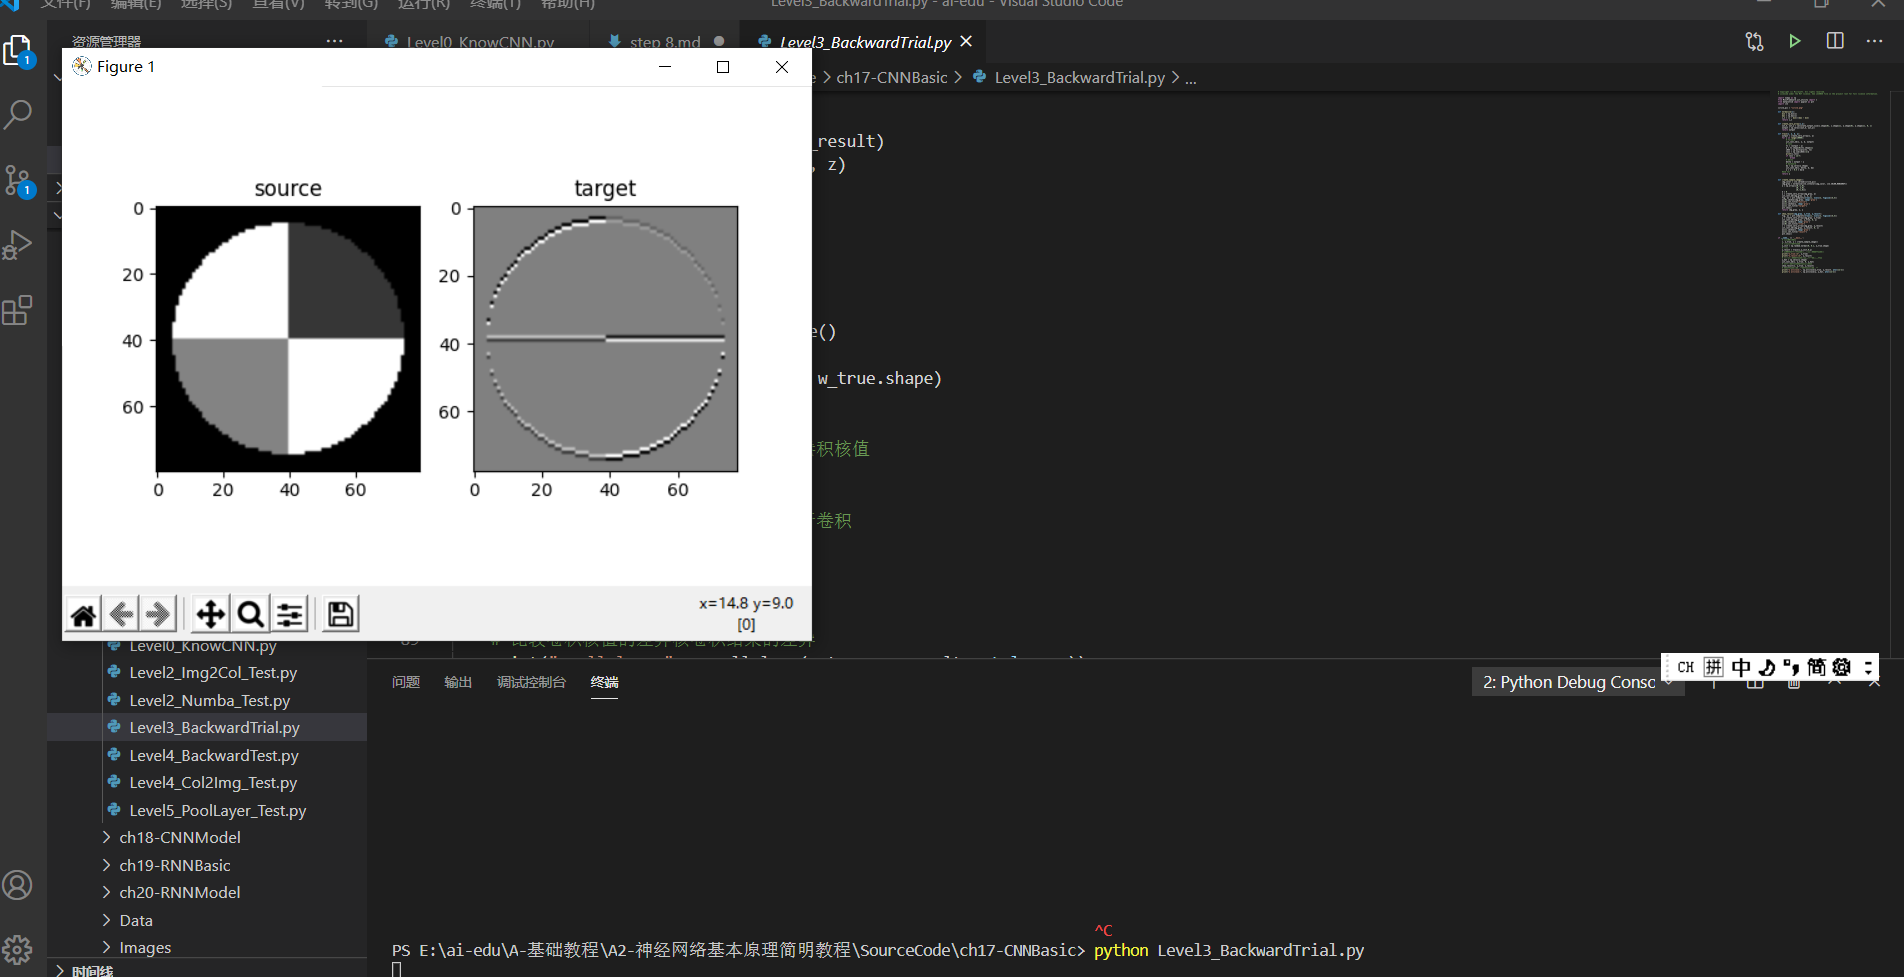 文件(F) 编辑(E) 选择(S) 查看(V) 转到(G) 运行(R) 终端(T) 帮助(H)
Level3_BackwardTrial.py - ai-edu - Visual Studio Code
资源管理器
Level0_KnowCNN.py
step 8.md
Level3_BackwardTrial.py
Figure 1
ch17-CNNBasic > Level3_BackwardTrial.py > ...
_result)
, z)
e()
w_true.shape)
积核值
卷积
source
target
0
20
40
60
0 20 40 60
0
20
40
60
0 20 40 60
x=14.8 y=9.0
[0]
1
1
Level0_KnowCNN.py
Level2_Img2Col_Test.py
Level2_Numba_Test.py
Level3_BackwardTrial.py
Level4_BackwardTest.py
Level4_Col2Img_Test.py
Level5_PoolLayer_Test.py
ch18-CNNModel
ch19-RNNBasic
ch20-RNNModel
Data
Images
时间线
问题 输出 调试控制台 终端
2: Python Debug Conso
CH 拼 中 简
^C
PS E:\ai-edu\A-基础教程\A2-神经网络基本原理简明教程\SourceCode\ch17-CNNBasic> python Level3_BackwardTrial.py